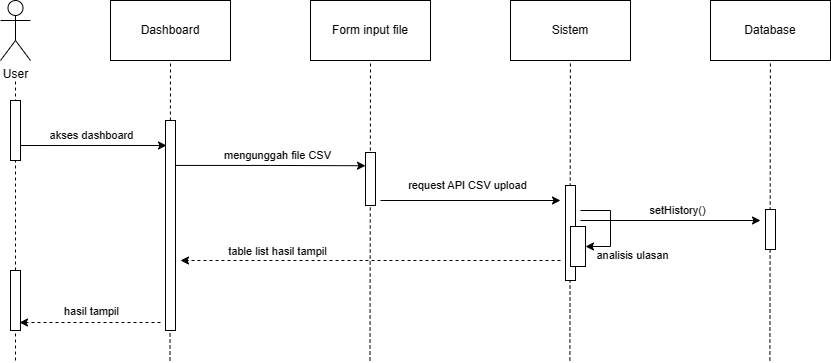 Dashboard
Form input file
Sistem
Database
User
akses dashboard
mengunggah file CSV
request API CSV upload
setHistory()
table list hasil tampil
analisis ulasan
hasil tampil